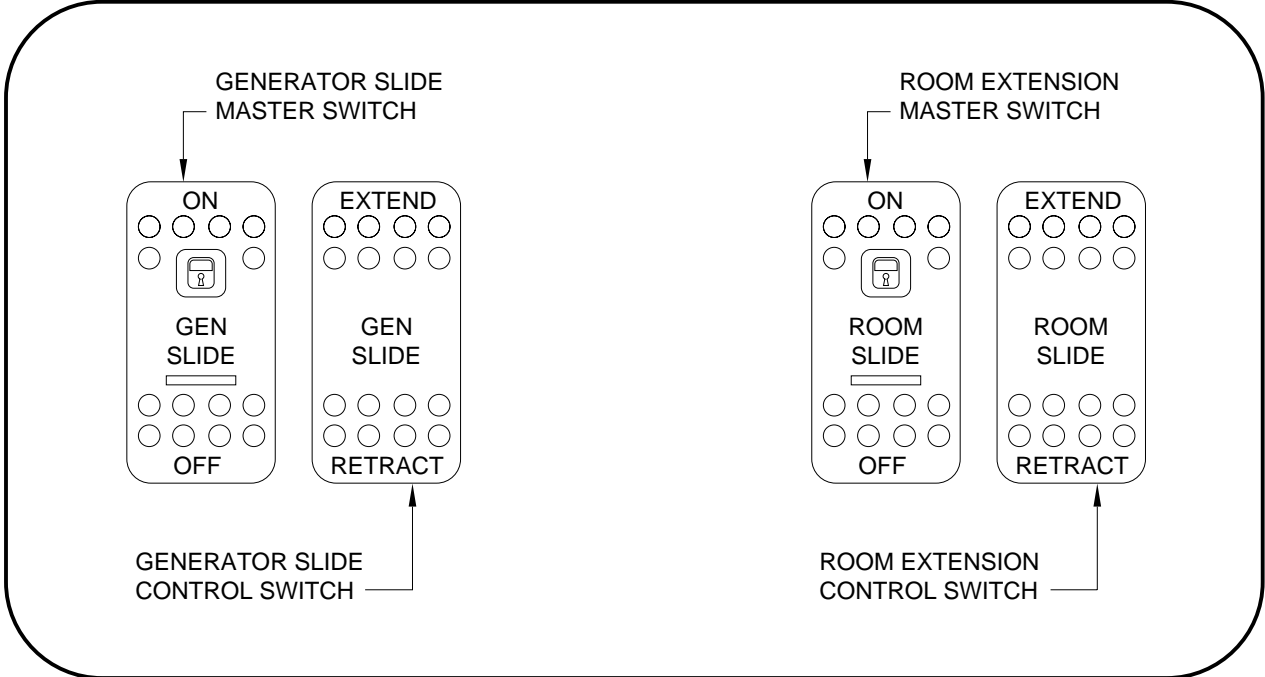 GENERATOR SLIDE
MASTER SWITCH
ON
GEN
SLIDE
OFF
EXTEND
GEN
SLIDE
RETRACT
GENERATOR SLIDE
CONTROL SWITCH
ROOM EXTENSION
MASTER SWITCH
ON
ROOM
SLIDE
OFF
EXTEND
ROOM
SLIDE
RETRACT
ROOM EXTENSION
CONTROL SWITCH